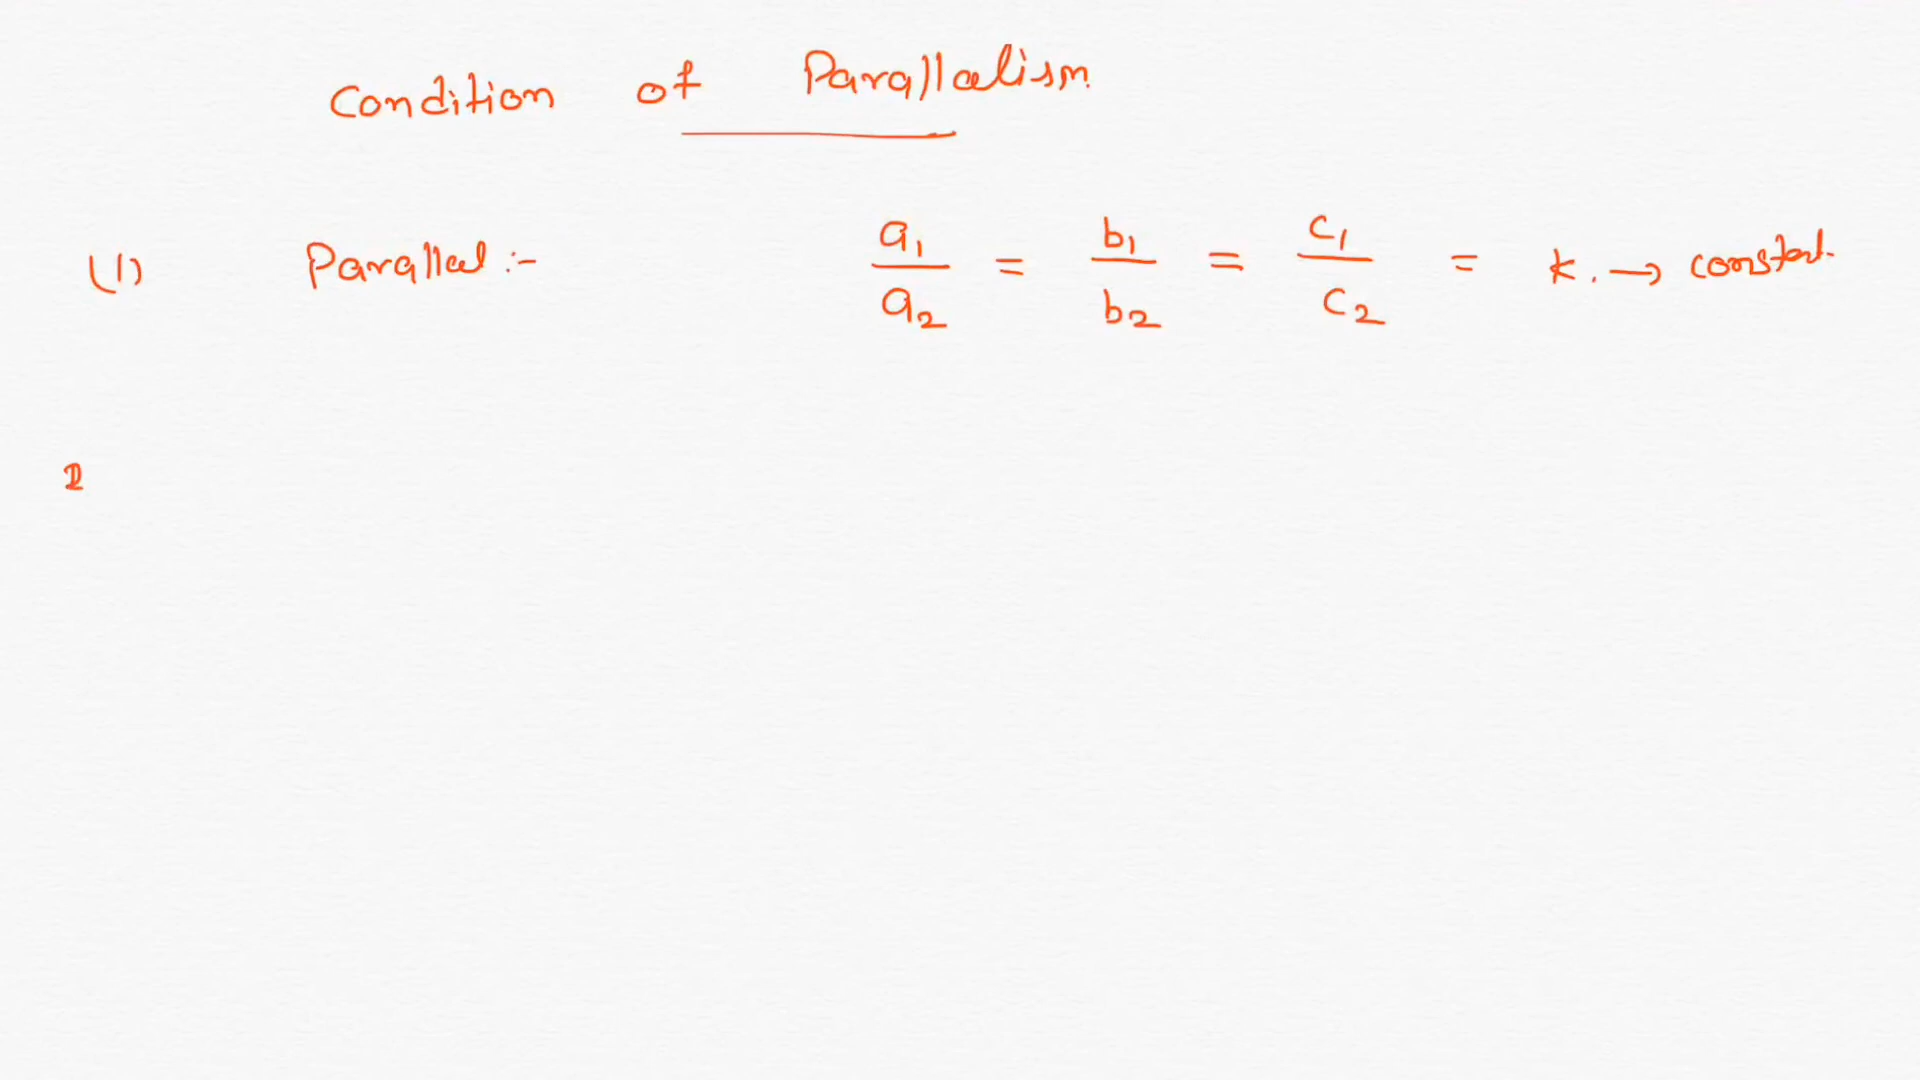 Condition of Parallelism
(1) Parallel :- a₁/a₂ = b₁/b₂ = c₁/c₂ = k. → constant.
2